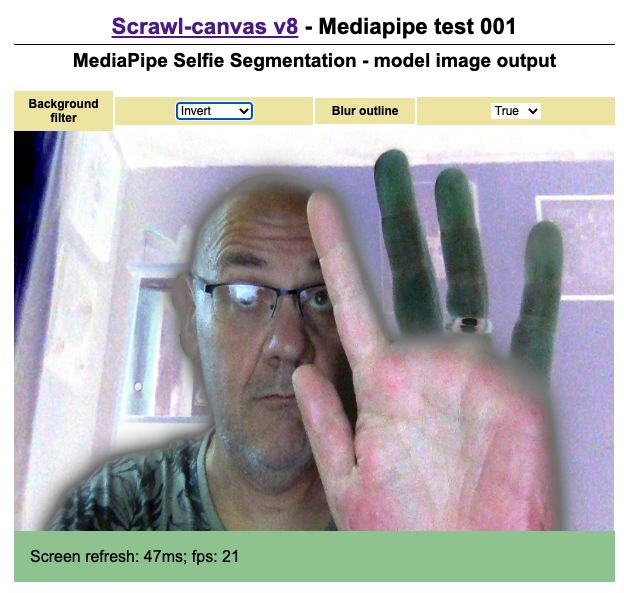 Scrawl-canvas v8 - Mediapipe test 001
MediaPipe Selfie Segmentation - model image output
Background filter
Invert
Blur outline
True
Screen refresh: 47ms; fps: 21